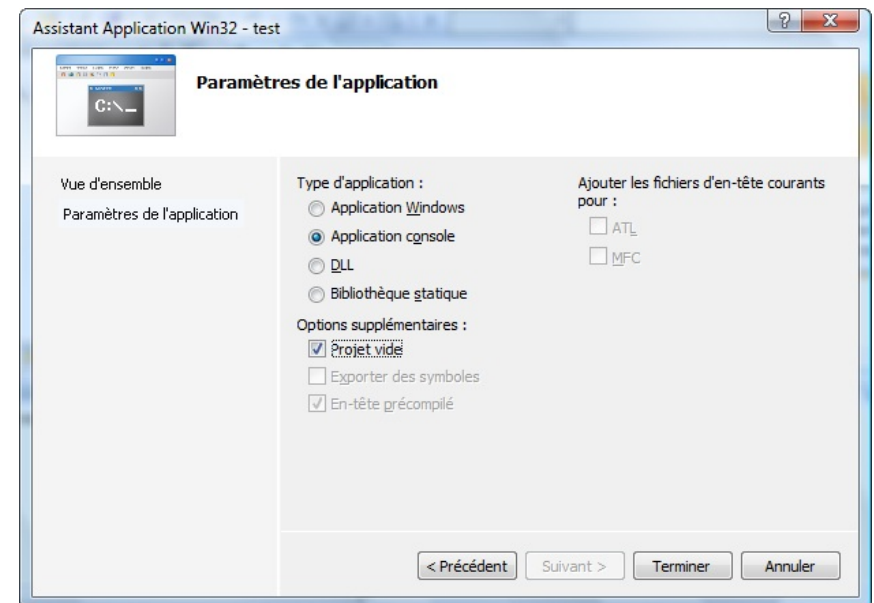 Assistant Application Win32 - test
C:\_
Paramètres de l'application
Vue d'ensemble
Paramètres de l'application
Type d'application :
Application Windows
Application console
DLL
Bibliothèque statique
Options supplémentaires :
Projet vide
Exporter des symboles
En-tête précompilé
Ajouter les fichiers d'en-tête courants
pour :
ATL
MFC
< Précédent
Suivant >
Terminer
Annuler